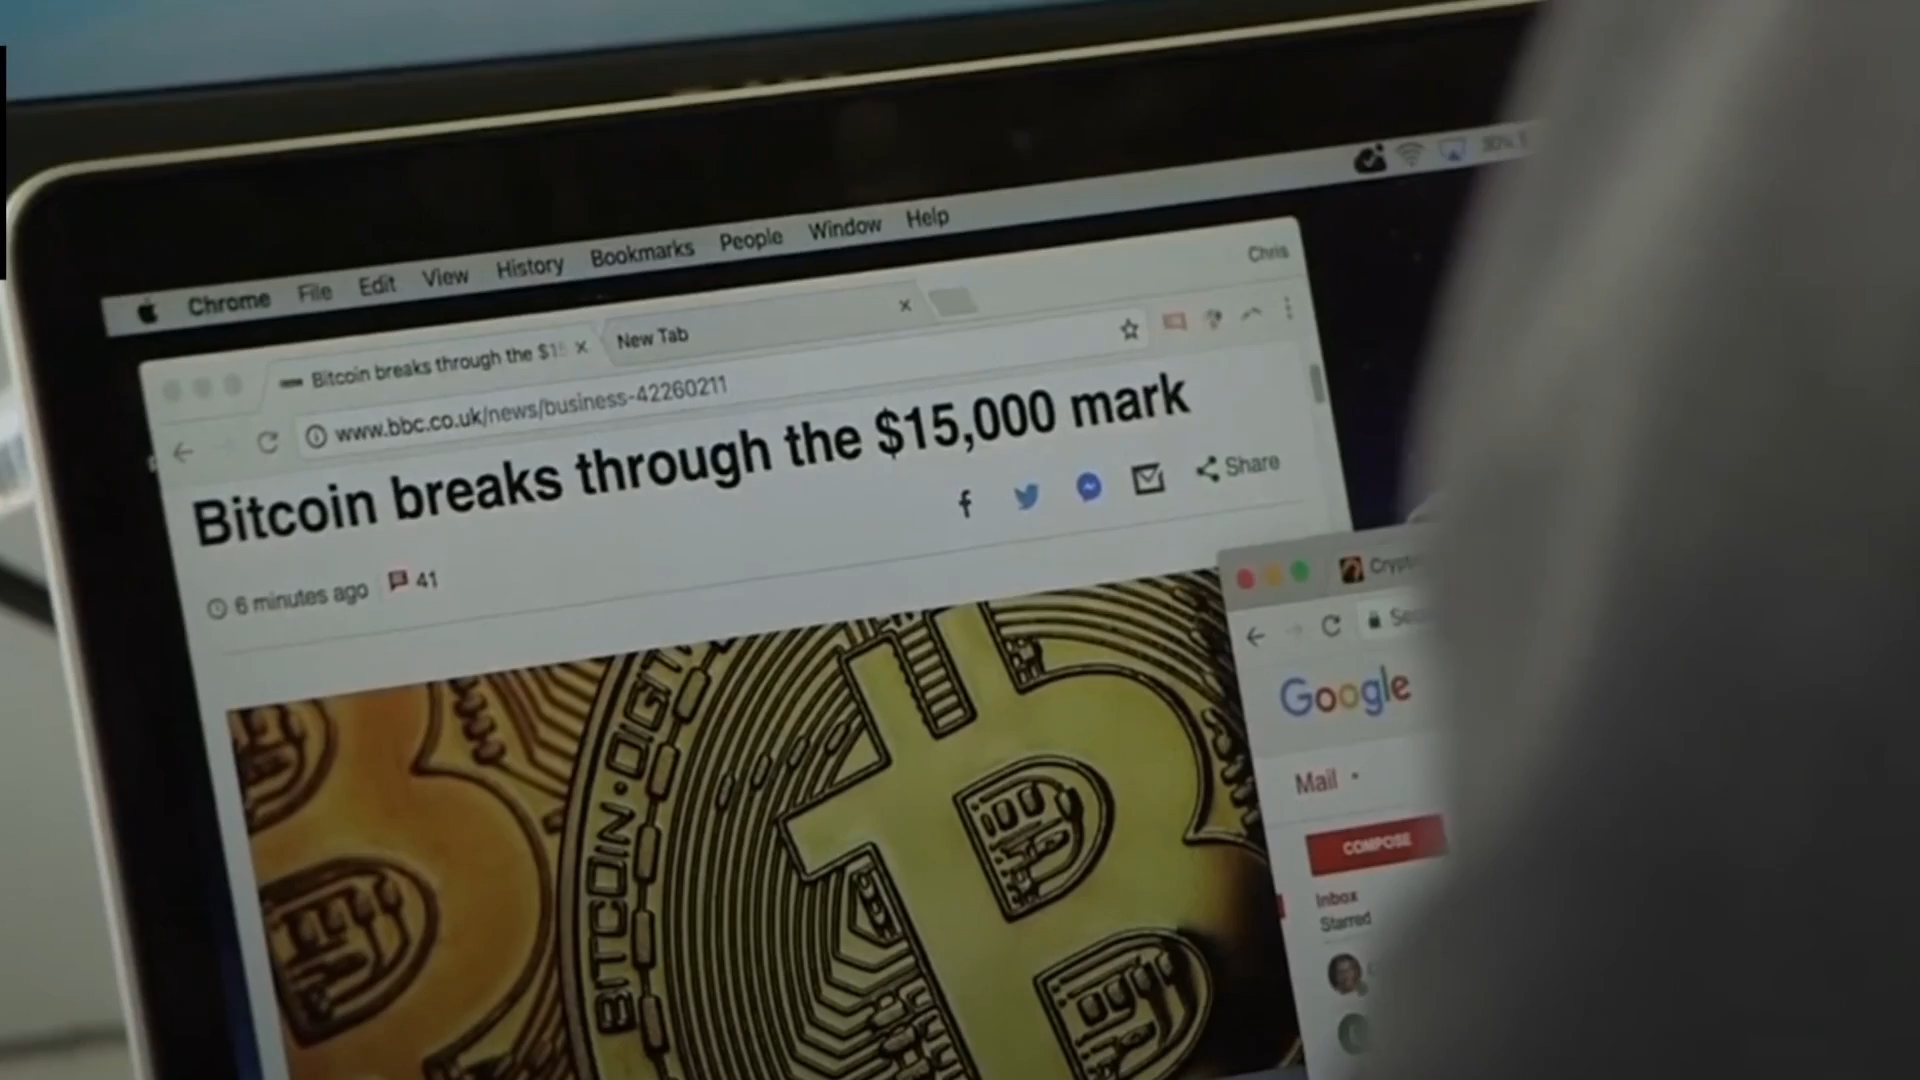 Chrome File Edit View History Bookmarks People Window Help
Chris
Bitcoin breaks through the $15
New Tab
www.bbc.co.uk/news/business-42260211
Bitcoin breaks through the $15,000 mark
Share
6 minutes ago 41
BITCOIN
Google
Mail
COMPOSE
Inbox
Starred